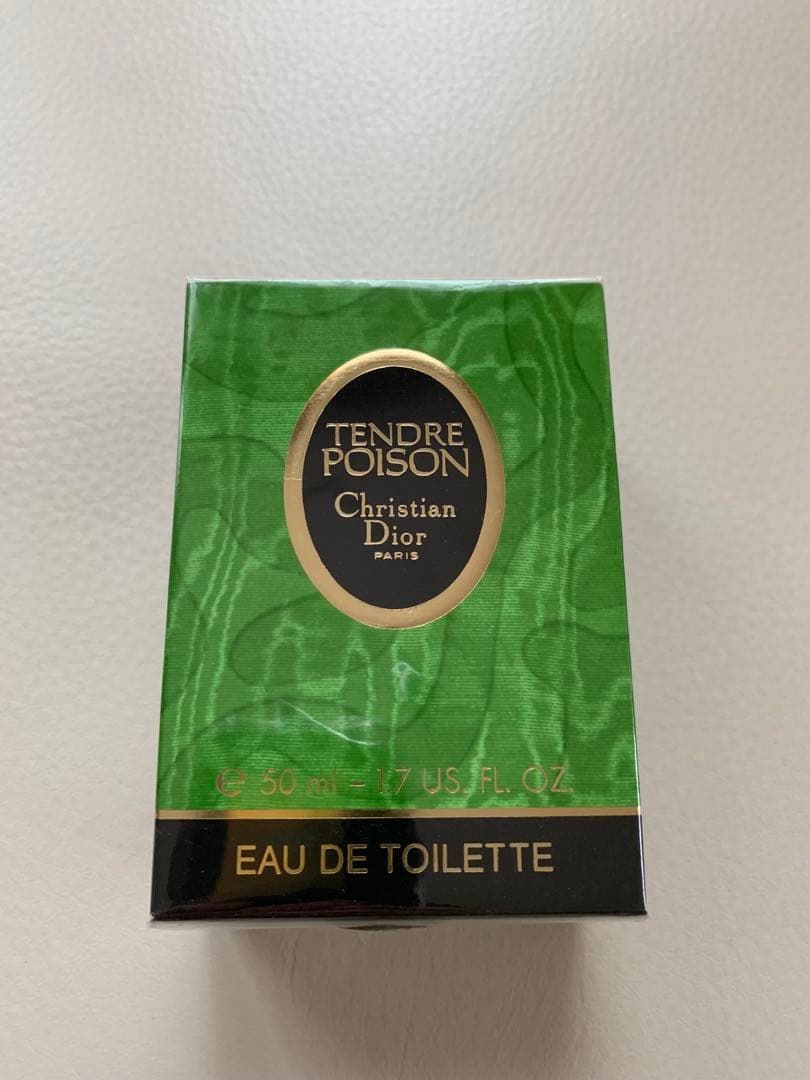 TENDRE
POISON
Christian
Dior
PARIS
℮ 50 ml – 1.7 US. FL. OZ.
EAU DE TOILETTE